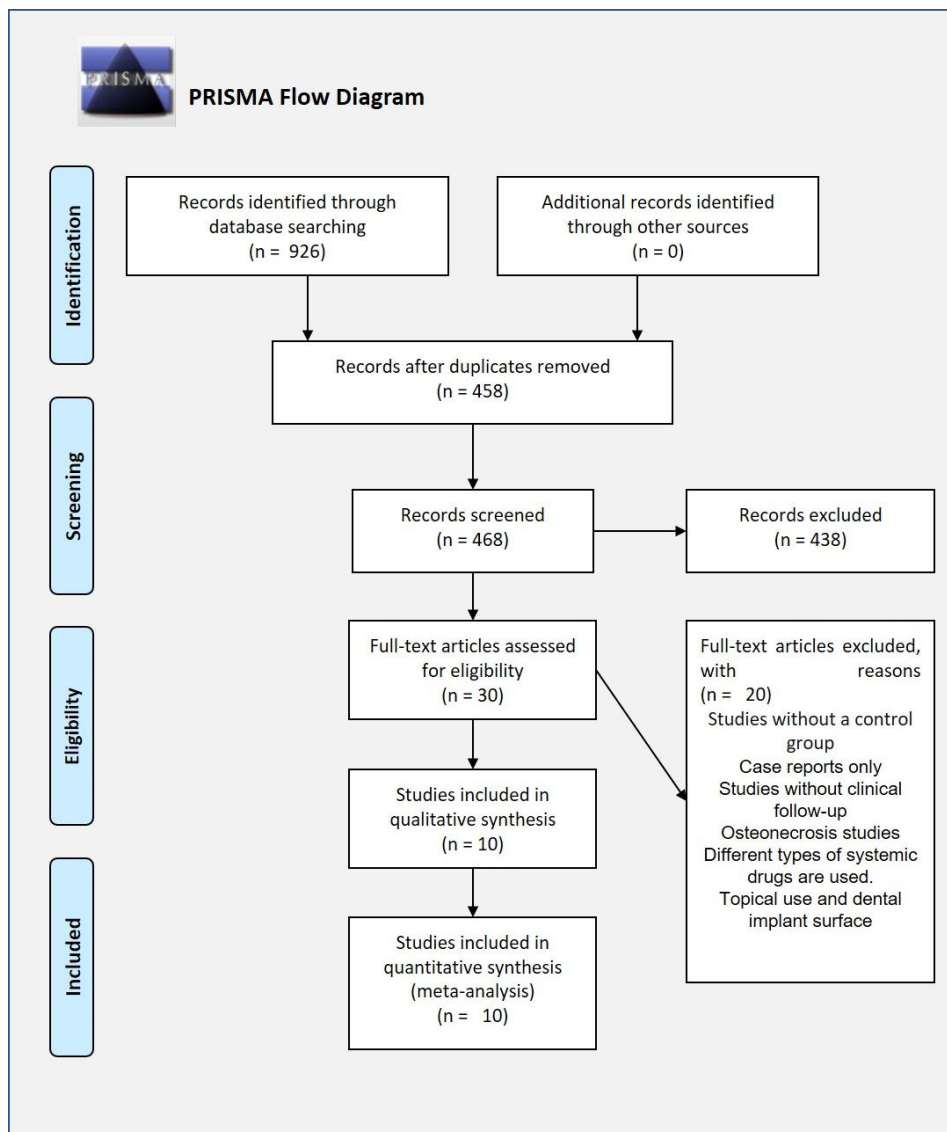 PRISMA
PRISMA Flow Diagram
Identification
Records identified through
database searching
(n = 926)
Additional records identified
through other sources
(n = 0)
Records after duplicates removed
(n = 458)
Screening
Records screened
(n = 468)
Records excluded
(n = 438)
Eligibility
Full-text articles assessed
for eligibility
(n = 30)
Full-text articles excluded,
with reasons
(n = 20)
Studies without a control
group
Case reports only
Studies without clinical
follow-up
Osteonecrosis studies
Different types of systemic
drugs are used.
Topical use and dental
implant surface
Studies included in
qualitative synthesis
(n = 10)
Included
Studies included in
quantitative synthesis
(meta-analysis)
(n = 10)